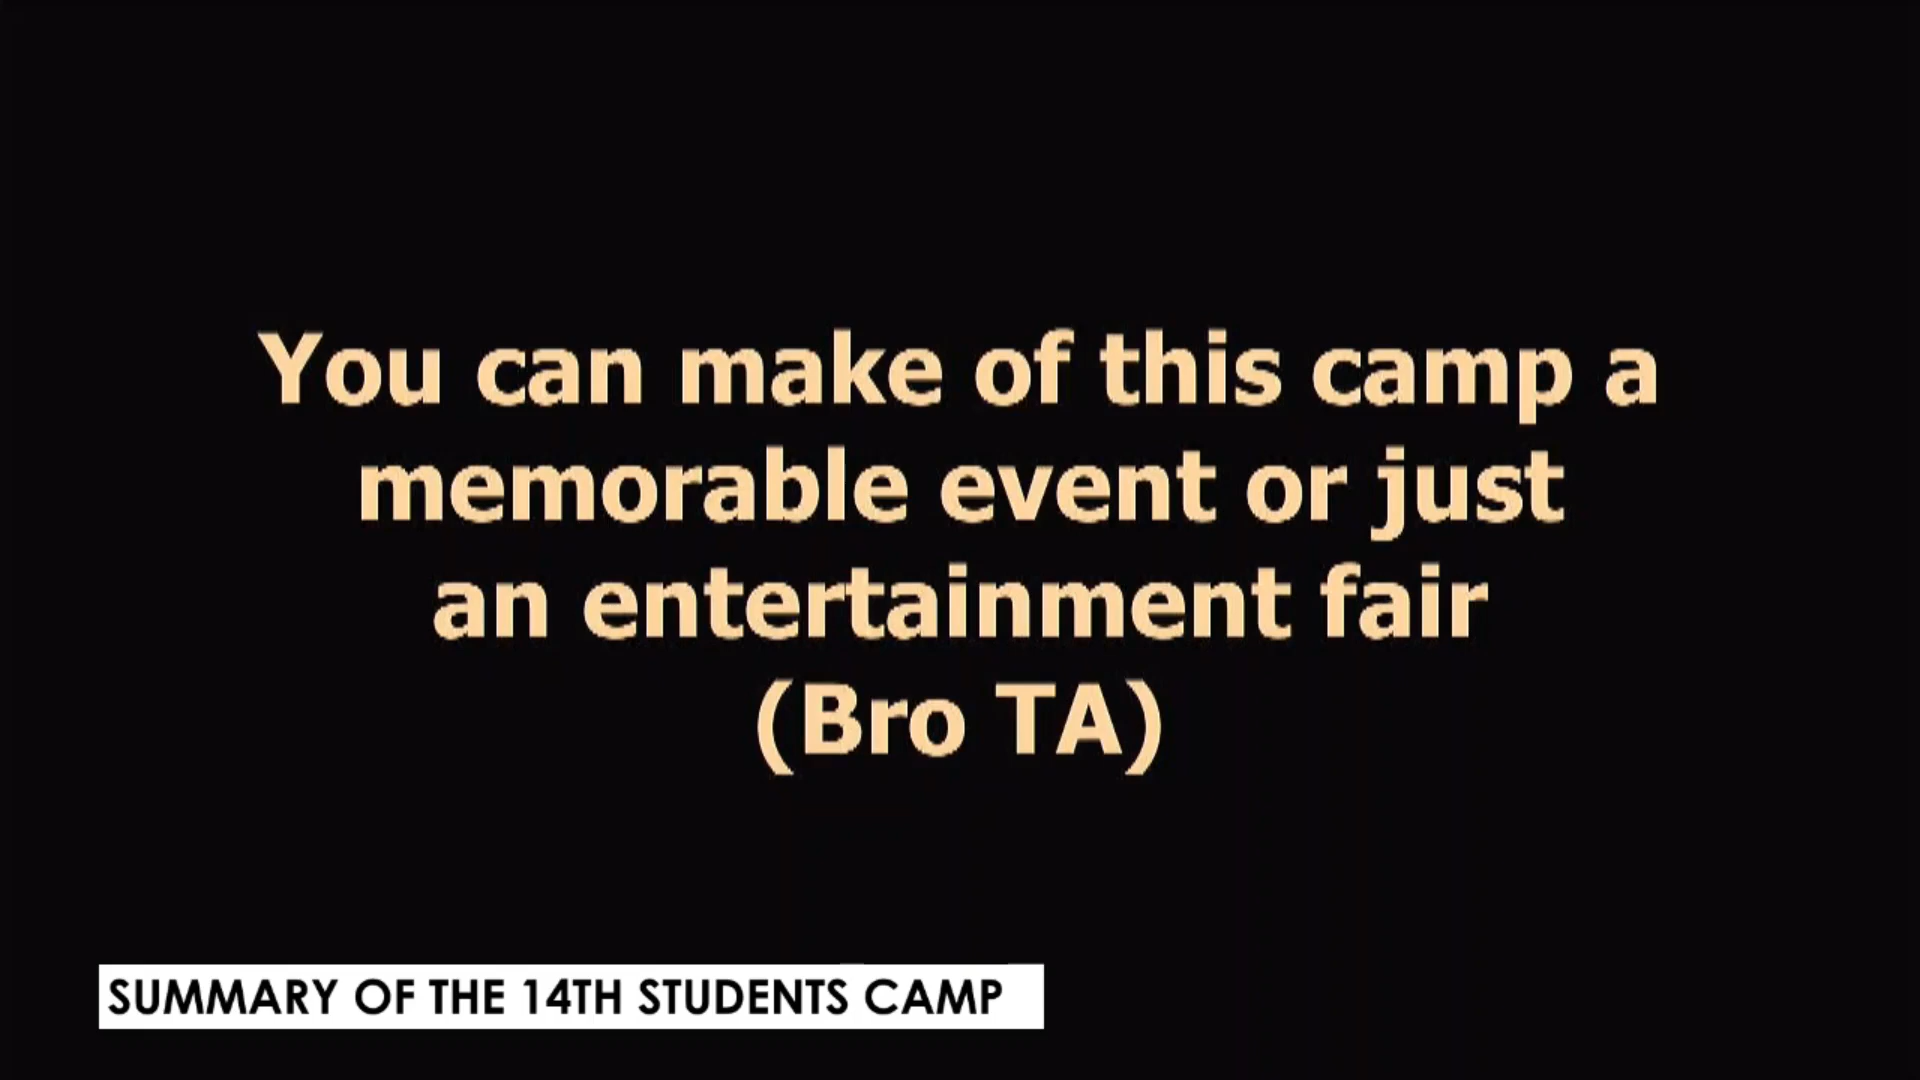 You can make of this camp a
memorable event or just
an entertainment fair
(Bro TA)
SUMMARY OF THE 14TH STUDENTS CAMP